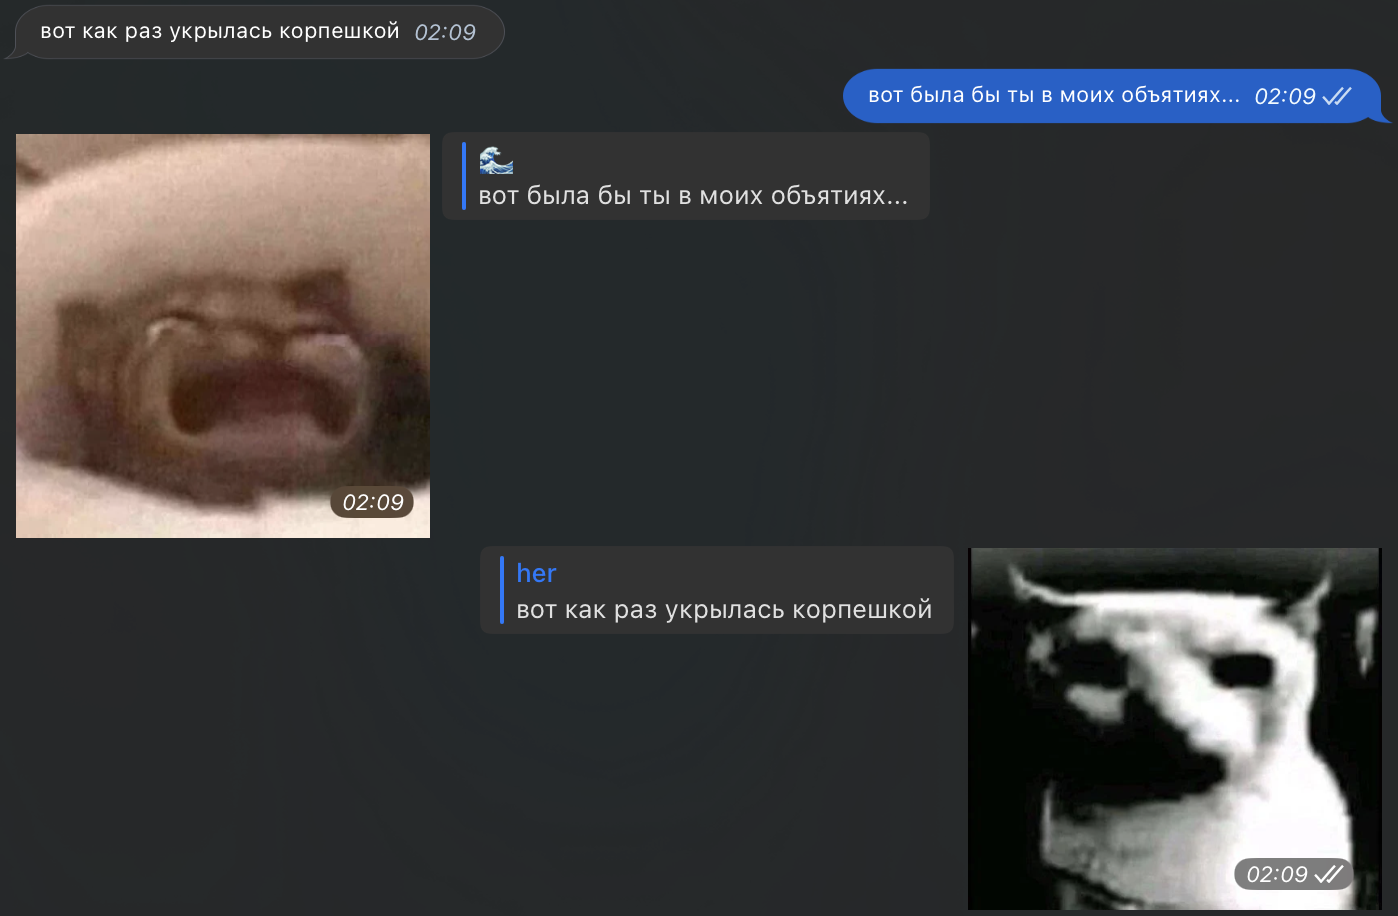 вот как раз укрылась корпешкой 02:09
вот была бы ты в моих объятиях... 02:09
🌊
вот была бы ты в моих объятиях...
02:09
her
вот как раз укрылась корпешкой
02:09